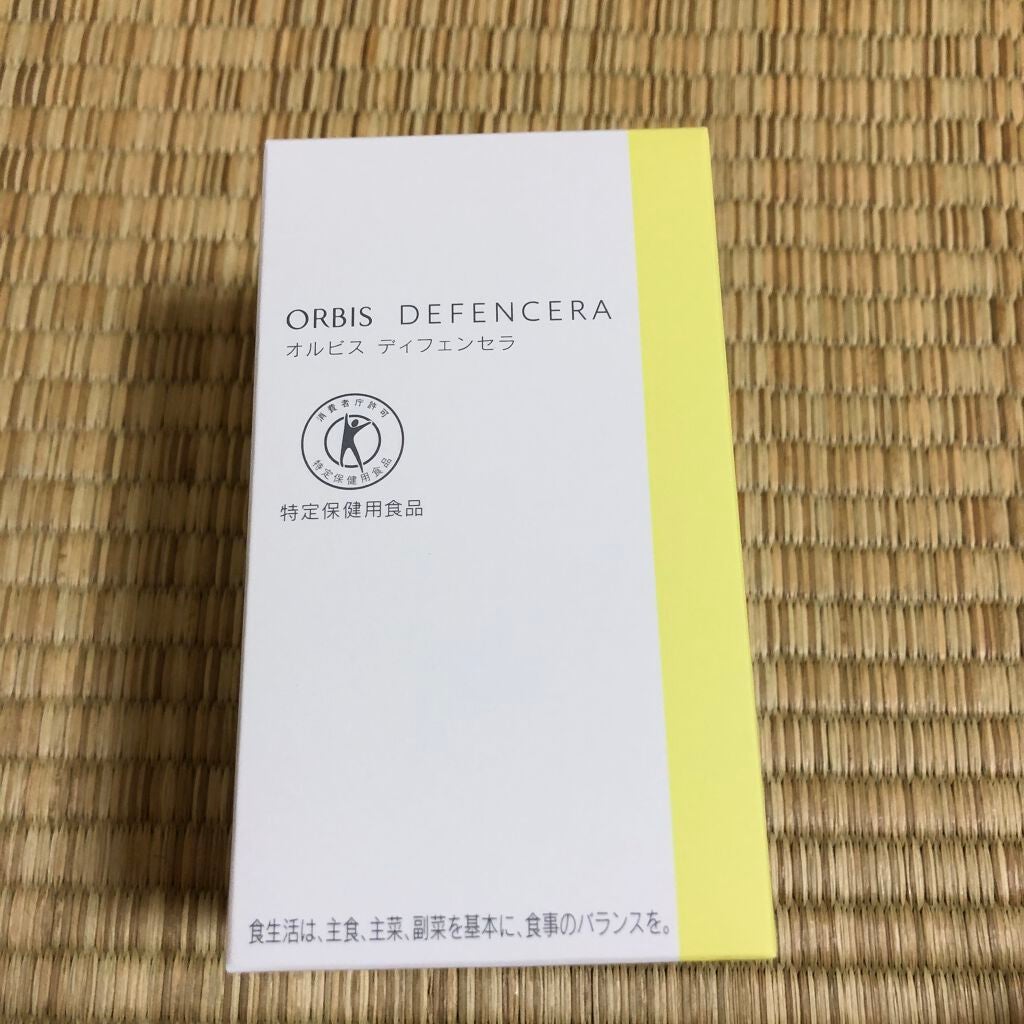 ORBIS DEFENCERA
オルビス ディフェンセラ
消費者庁許可
特定保健用食品
特定保健用食品
食生活は、主食、主菜、副菜を基本に、食事のバランスを。